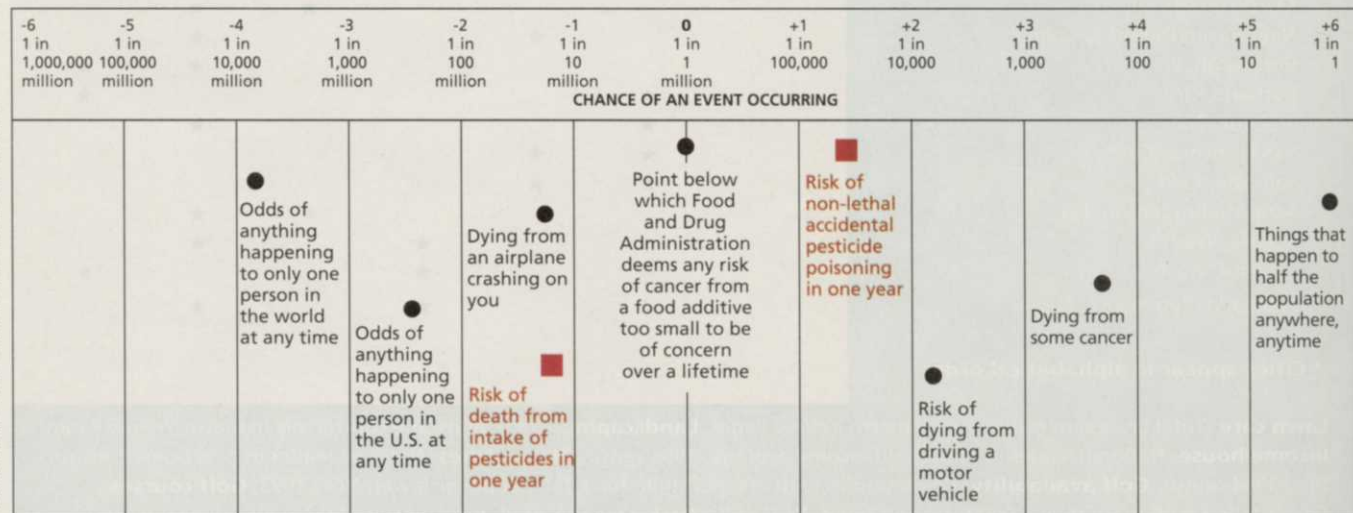 -6 -5 -4 -3 -2 -1 0 +1 +2 +3 +4 +5 +6
1 in 1 in 1 in 1 in 1 in 1 in 1 in 1 in 1 in 1 in 1 in 1 in 1 in
1,000,000 100,000 10,000 1,000 100 10 1 100,000 10,000 1,000 100 10 1
million million million million million million million
CHANCE OF AN EVENT OCCURRING
Odds of
anything
happening
to only one
person in
the world
at any time
Odds of
anything
happening
to only one
person in
the U.S. at
any time
Dying from
an airplane
crashing on
you
Risk of
death from
intake of
pesticides in
one year
Point below
which Food
and Drug
Administration
deems any risk
of cancer from
a food additive
too small to be
of concern
over a lifetime
Risk of
non-lethal
accidental
pesticide
poisoning
in one year
Risk of
dying from
driving a
motor
vehicle
Dying from
some cancer
Things that
happen to
half the
population
anywhere,
anytime